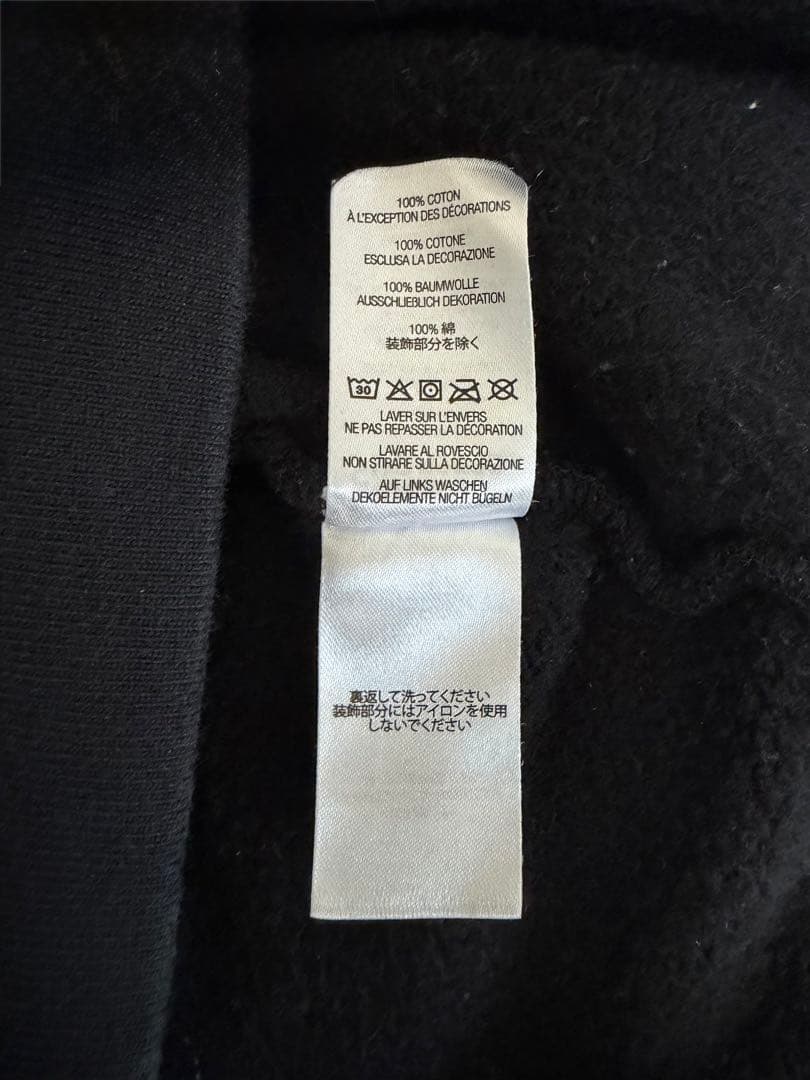 100% COTON
À L'EXCEPTION DES DÉCORATIONS
100% COTONE
ESCLUSA LA DECORAZIONE
100% BAUMWOLLE
AUSSCHLIEBLICH DEKORATION
100% 綿
装飾部分を除く
30
LAVER SUR L'ENVERS
NE PAS REPASSER LA DÉCORATION
LAVARE AL ROVESCIO
NON STIRARE SULLA DECORAZIONE
AUF LINKS WASCHEN
DEKOELEMENTE NICHT BÜGELN
裏返して洗ってください
装飾部分にはアイロンを使用
しないでください